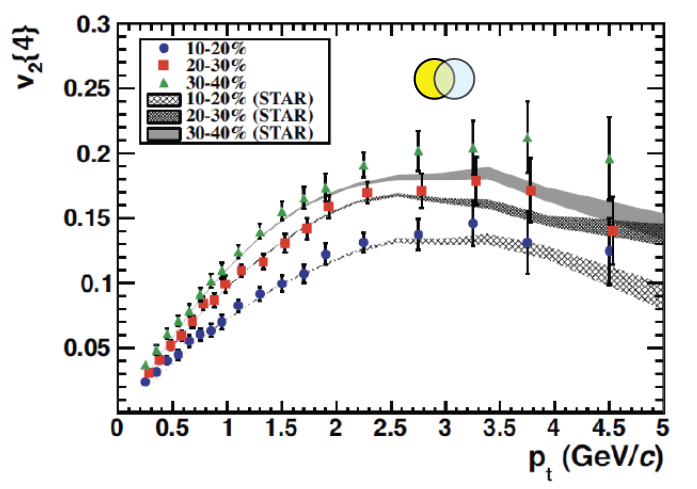 v2{4}
0.3
0.25
0.2
0.15
0.1
0.05
10-20%
20-30%
30-40%
10-20% (STAR)
20-30% (STAR)
30-40% (STAR)
0 0.5 1 1.5 2 2.5 3 3.5 4 4.5 5
pt (GeV/c)